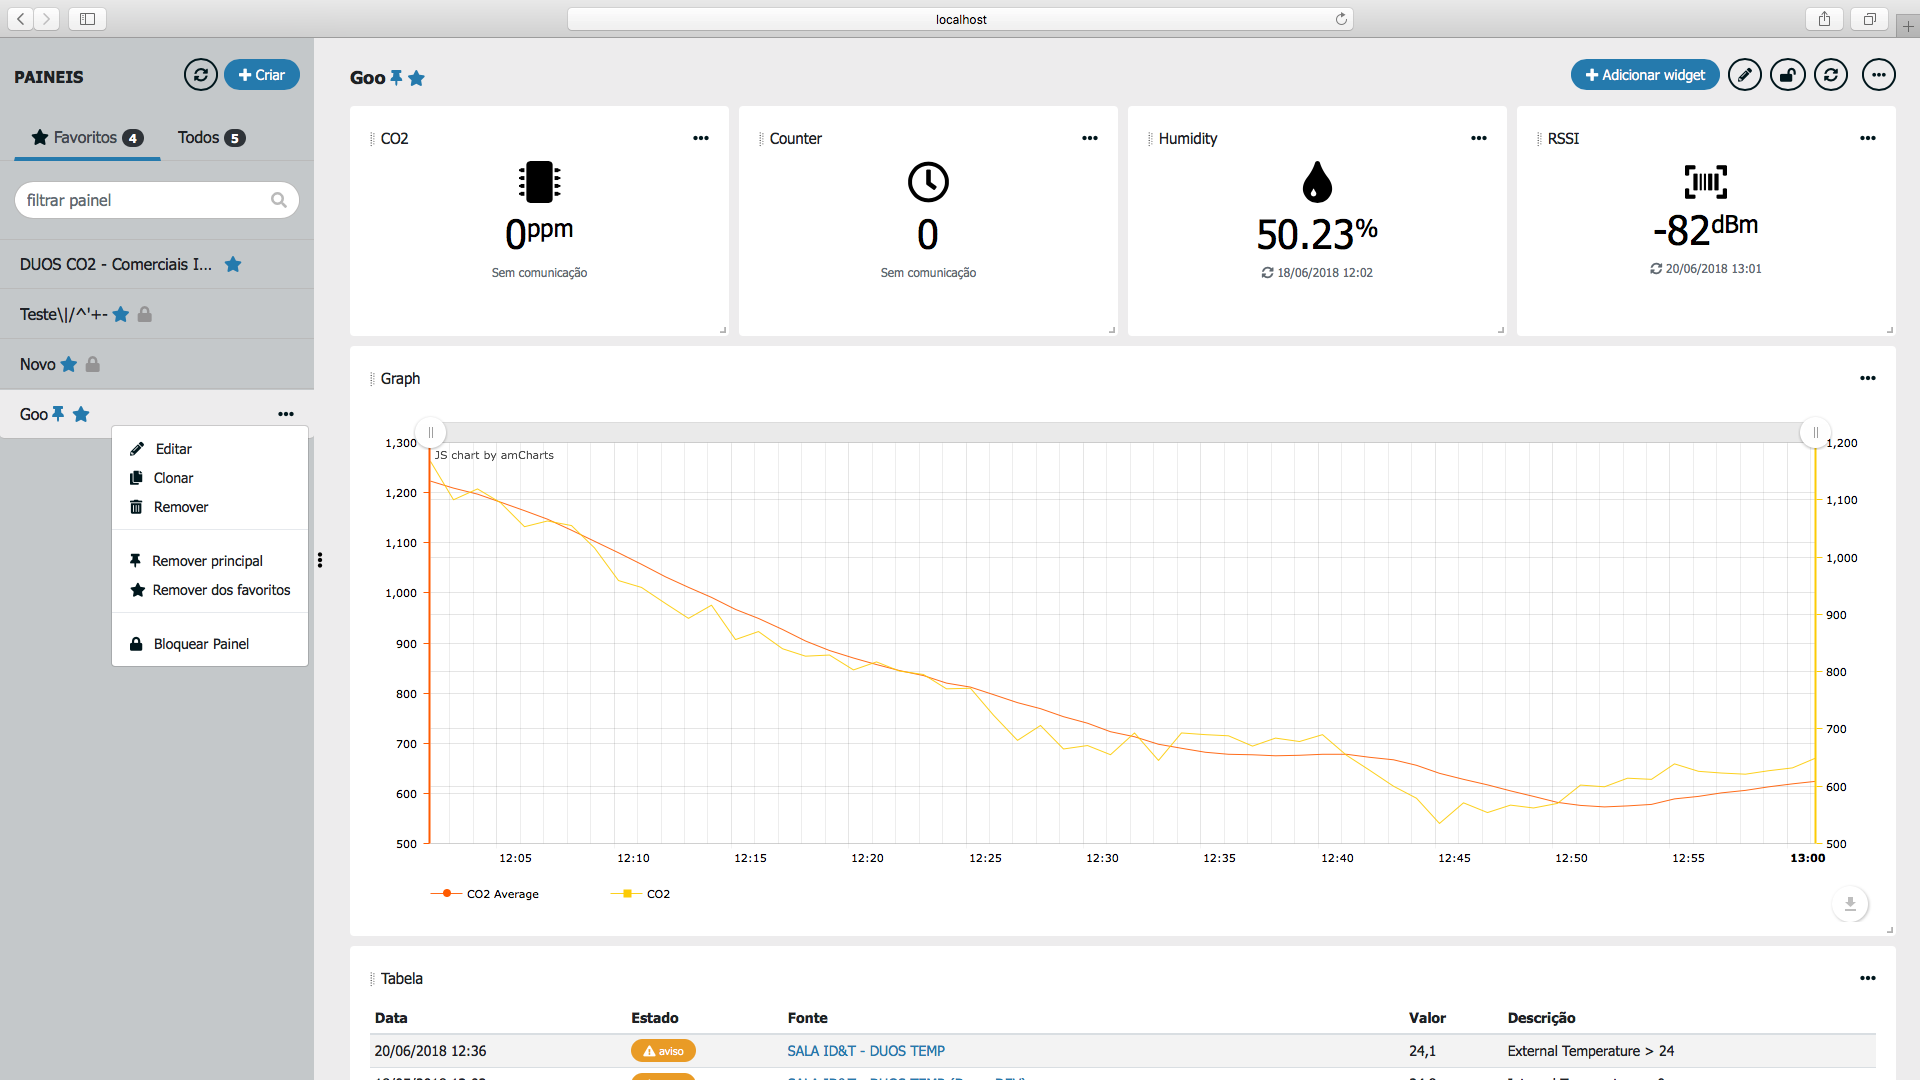 localhost
PAINEIS
Criar
Favoritos 4
Todos 5
filtrar painel
DUOS CO2 - Comerciais I...
Teste\|/^'+-
Novo
Goo
Editar
Clonar
Remover
Remover principal
Remover dos favoritos
Bloquear Painel
Goo
Adicionar widget
CO2
0ppm
Sem comunicação
Counter
0
Sem comunicação
Humidity
50.23%
18/06/2018 12:02
RSSI
-82dBm
20/06/2018 13:01
Graph
JS chart by amCharts
1,300
1,200
1,100
1,000
900
800
700
600
500
1,200
1,100
1,000
900
800
700
600
500
12:05 12:10 12:15 12:20 12:25 12:30 12:35 12:40 12:45 12:50 12:55 13:00
CO2 Average CO2
Tabela
Data Estado Fonte Valor Descrição
20/06/2018 12:36 aviso SALA ID&T - DUOS TEMP 24,1 External Temperature > 24